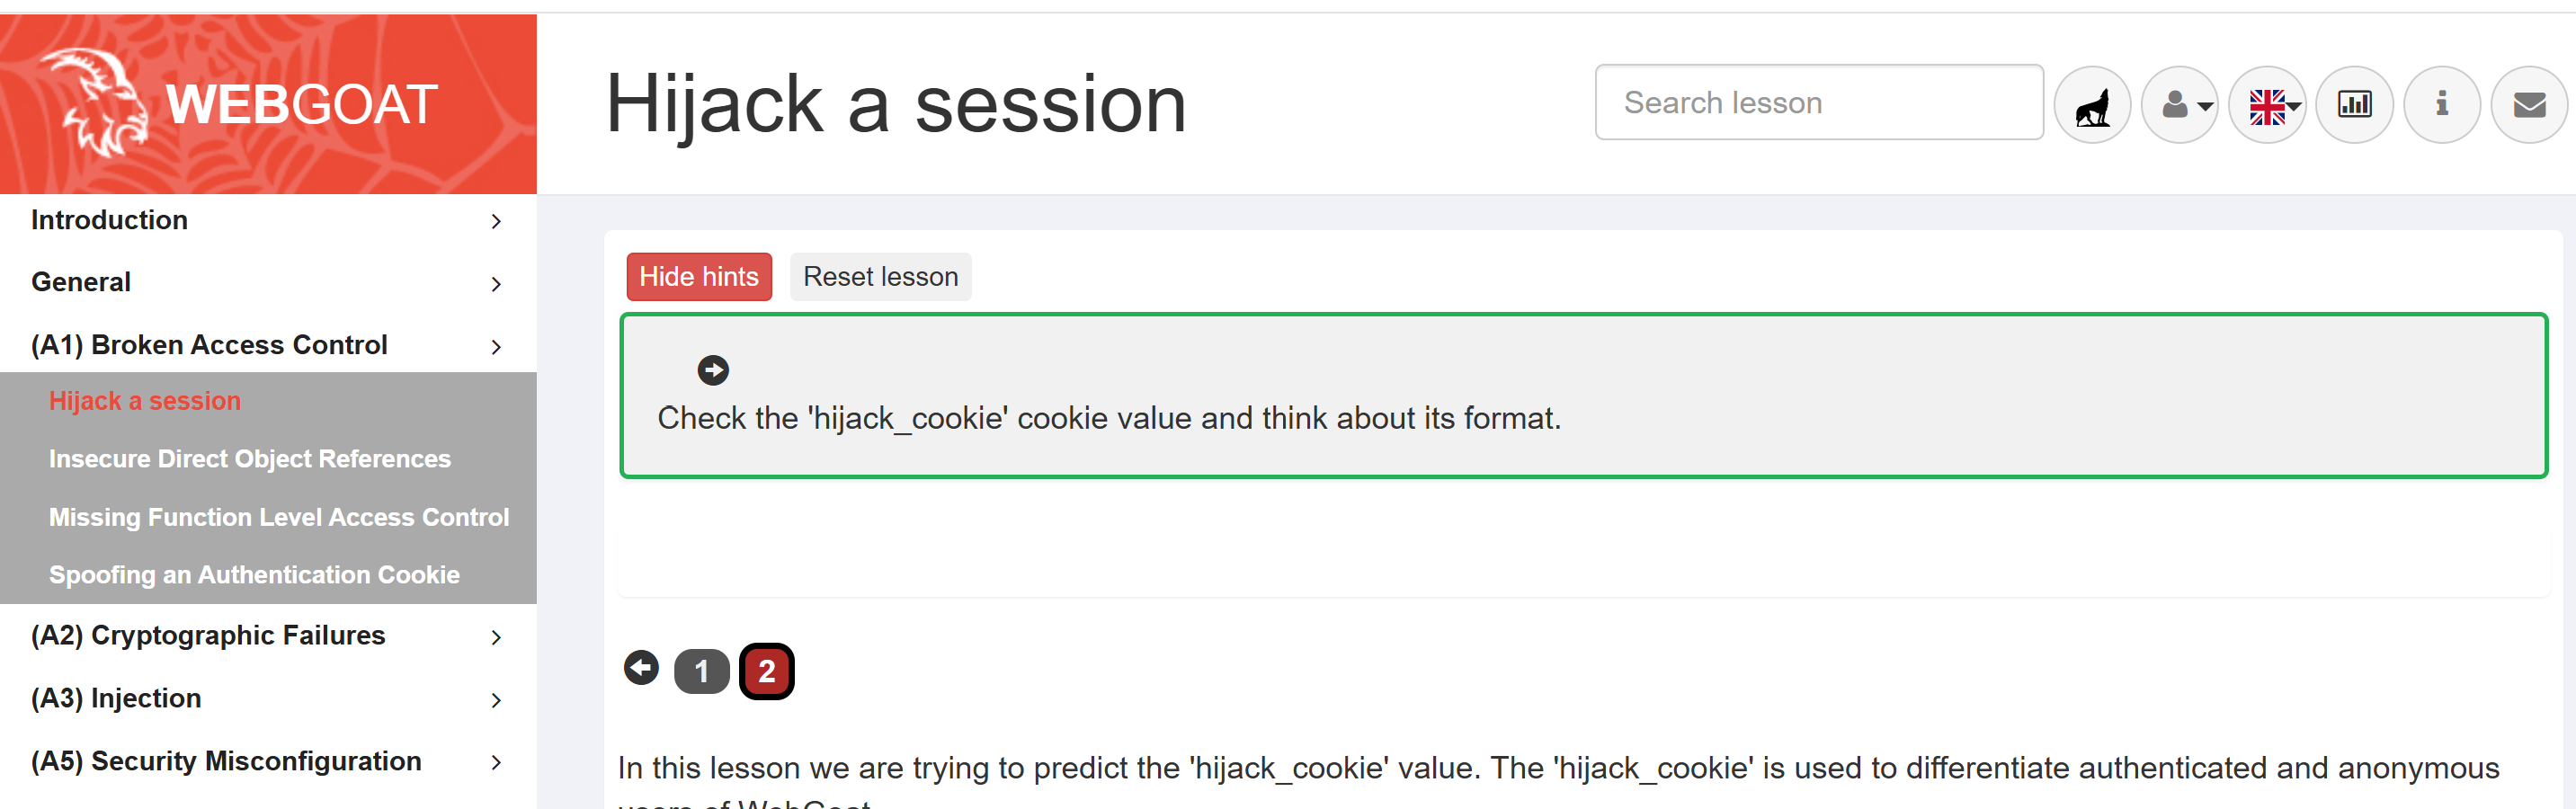 WEBGOAT
Hijack a session
Search lesson
Introduction
General
(A1) Broken Access Control
Hijack a session
Insecure Direct Object References
Missing Function Level Access Control
Spoofing an Authentication Cookie
(A2) Cryptographic Failures
(A3) Injection
(A5) Security Misconfiguration
Hide hints
Reset lesson
Check the 'hijack_cookie' cookie value and think about its format.
1
2
In this lesson we are trying to predict the 'hijack_cookie' value. The 'hijack_cookie' is used to differentiate authenticated and anonymous
users of WebGoat